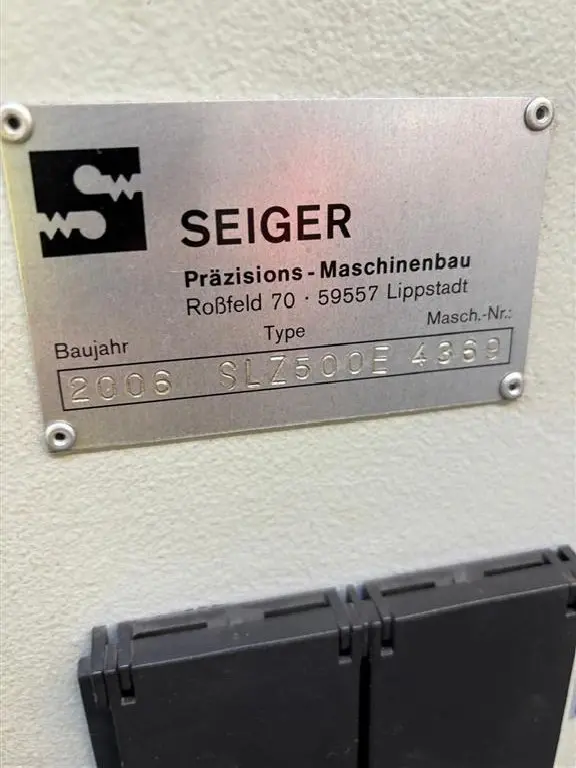 SEIGER
Präzisions-Maschinenbau
Roßfeld 70 · 59557 Lippstadt
Baujahr Type Masch.-Nr.:
2006 SLZ500E 4369